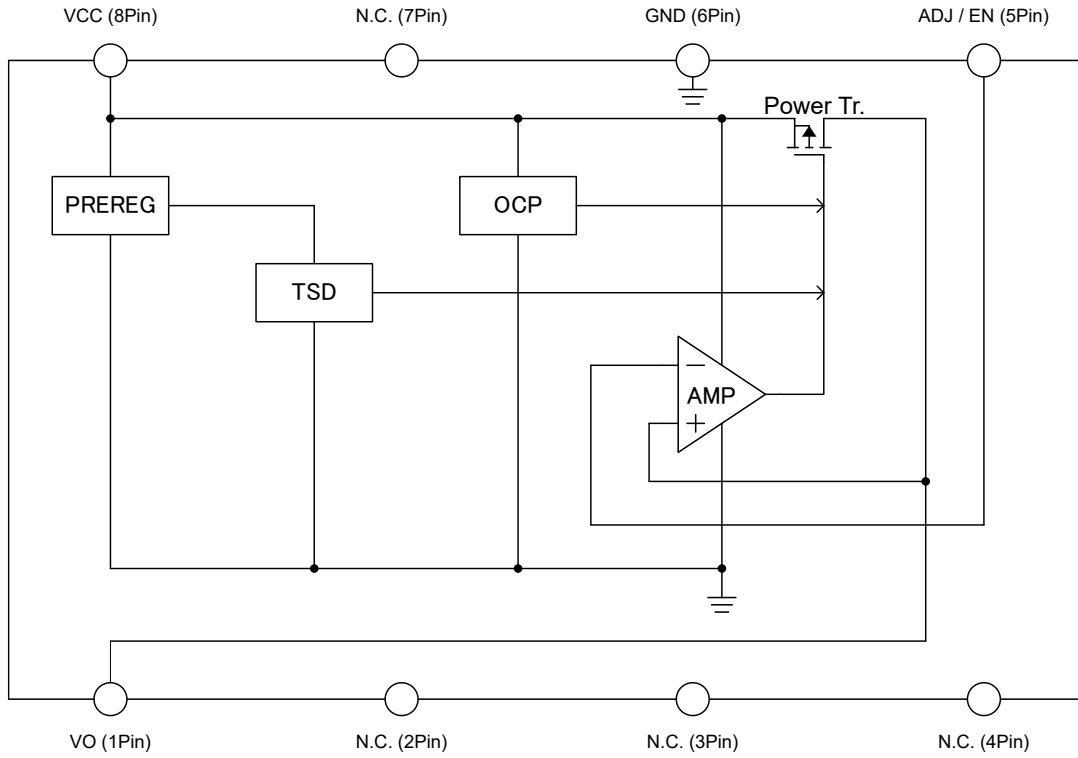 VCC (8Pin)
N.C. (7Pin)
GND (6Pin)
ADJ / EN (5Pin)
Power Tr.
PREREG
OCP
TSD
−
AMP
+
VO (1Pin)
N.C. (2Pin)
N.C. (3Pin)
N.C. (4Pin)